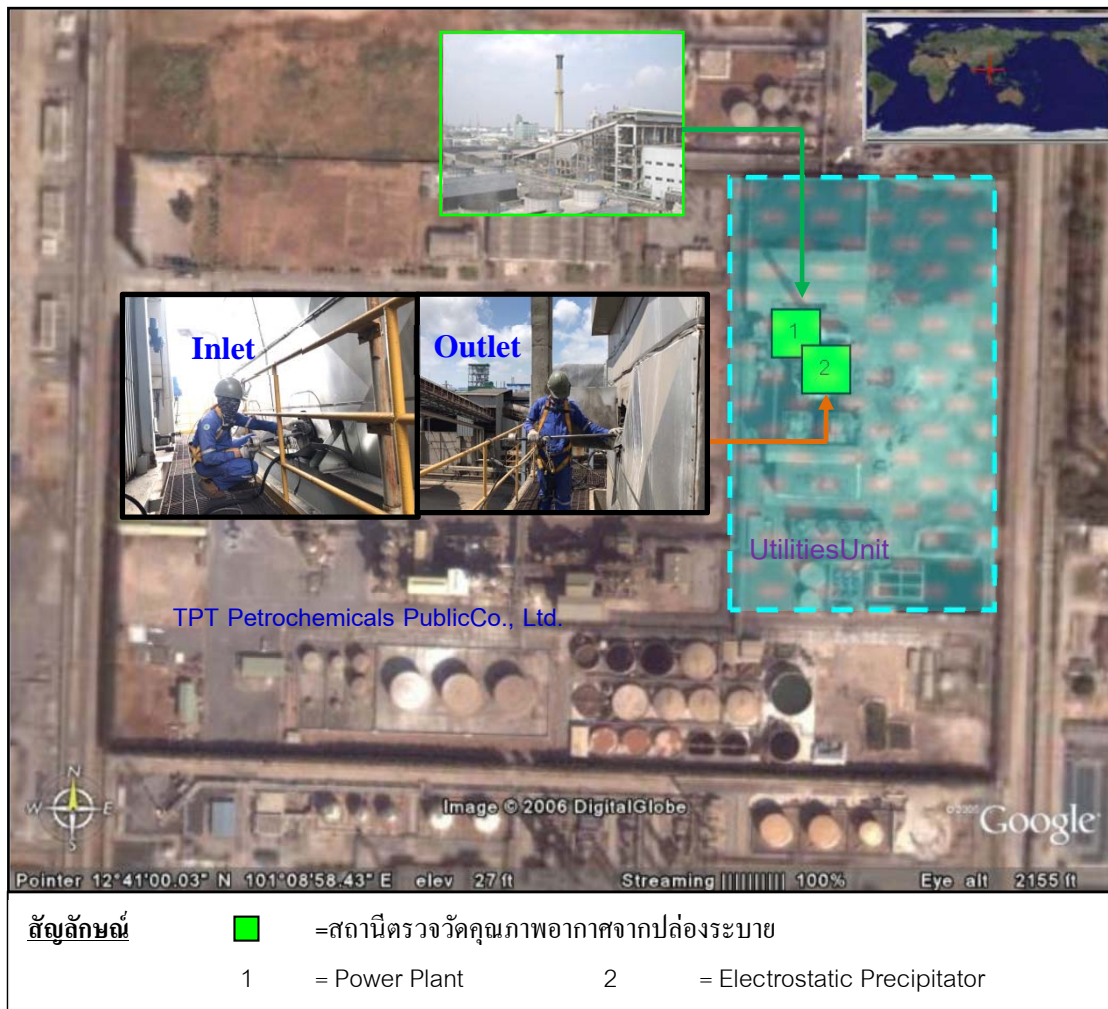 Inlet
Outlet
1
2
UtilitiesUnit
TPT Petrochemicals PublicCo., Ltd.
N
W E
S
Image © 2006 DigitalGlobe
© 2005 Google
Pointer 12°41'00.03" N 101°08'58.43" E elev 27 ft Streaming |||||||||| 100% Eye alt 2155 ft
สัญลักษณ์ =สถานีตรวจวัดคุณภาพอากาศจากปล่องระบาย
1 = Power Plant 2 = Electrostatic Precipitator